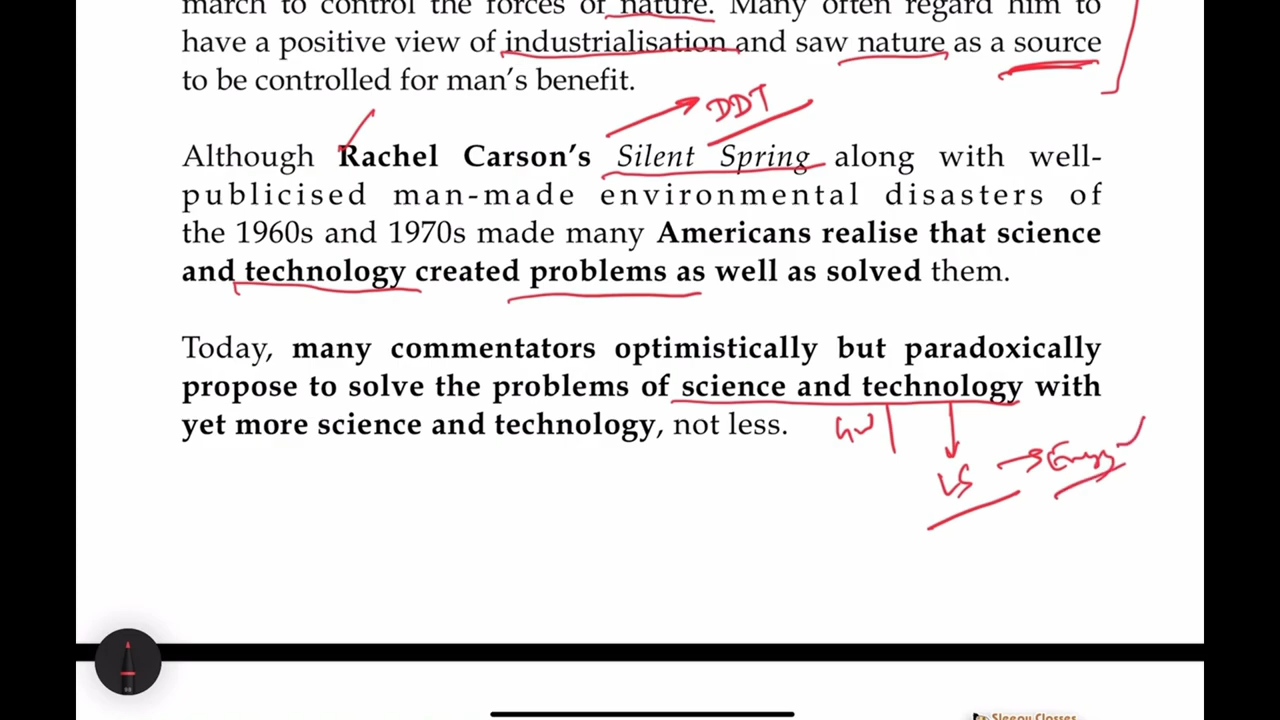 march to control the forces of nature. Many often regard him to
have a positive view of industrialisation and saw nature as a source
to be controlled for man's benefit.
DDT
Although Rachel Carson's Silent Spring along with well-
publicised man-made environmental disasters of
the 1960s and 1970s made many Americans realise that science
and technology created problems as well as solved them.
Today, many commentators optimistically but paradoxically
propose to solve the problems of science and technology with
yet more science and technology, not less.
Energy
Sleepy Classes